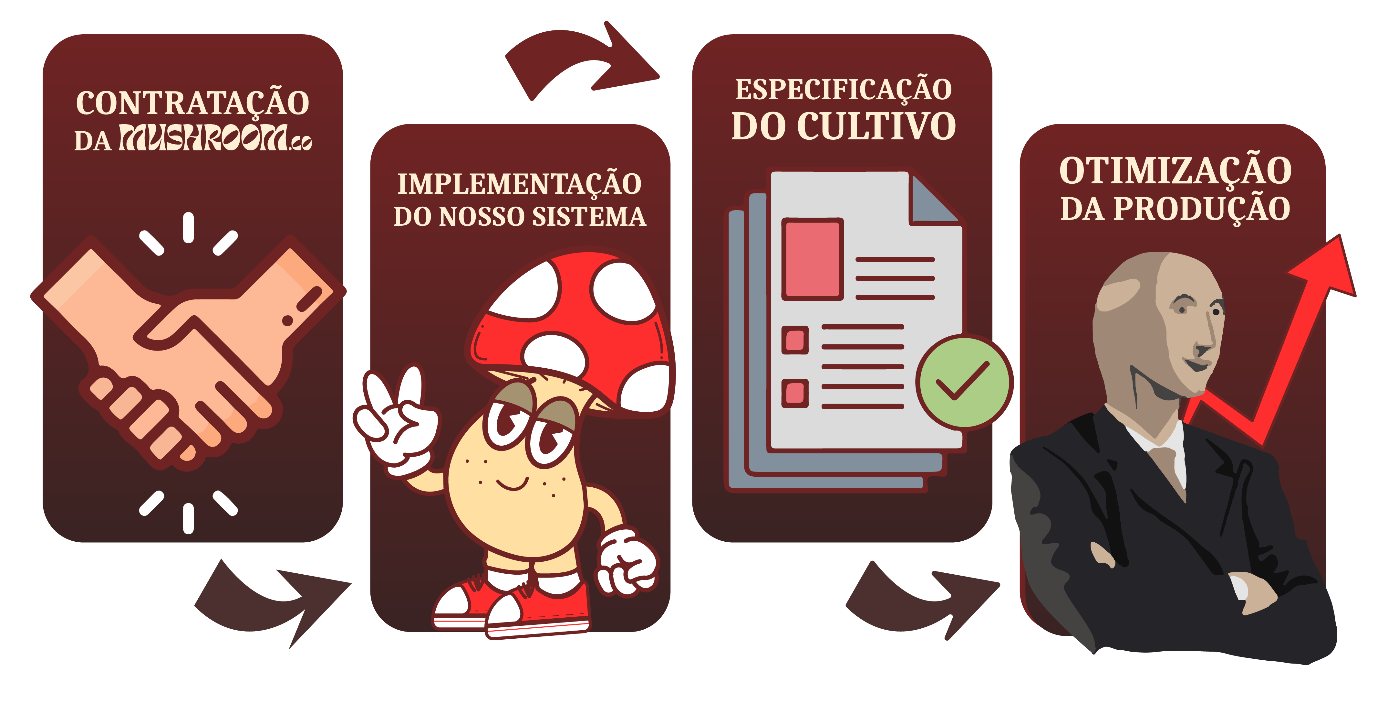 CONTRATAÇÃO
DA MUSHROOM.co
IMPLEMENTAÇÃO
DO NOSSO SISTEMA
ESPECIFICAÇÃO
DO CULTIVO
OTIMIZAÇÃO
DA PRODUÇÃO